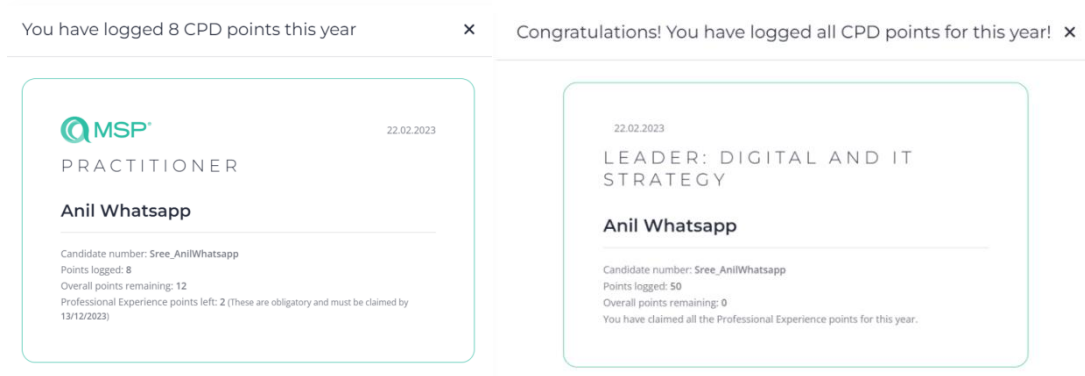 You have logged 8 CPD points this year ×
MSP®
22.02.2023
PRACTITIONER
Anil Whatsapp
Candidate number: Sree_AnilWhatsapp
Points logged: 8
Overall points remaining: 12
Professional Experience points left: 2 (These are obligatory and must be claimed by
13/12/2023)
Congratulations! You have logged all CPD points for this year! ×
22.02.2023
LEADER: DIGITAL AND IT
STRATEGY
Anil Whatsapp
Candidate number: Sree_AnilWhatsapp
Points logged: 50
Overall points remaining: 0
You have claimed all the Professional Experience points for this year.